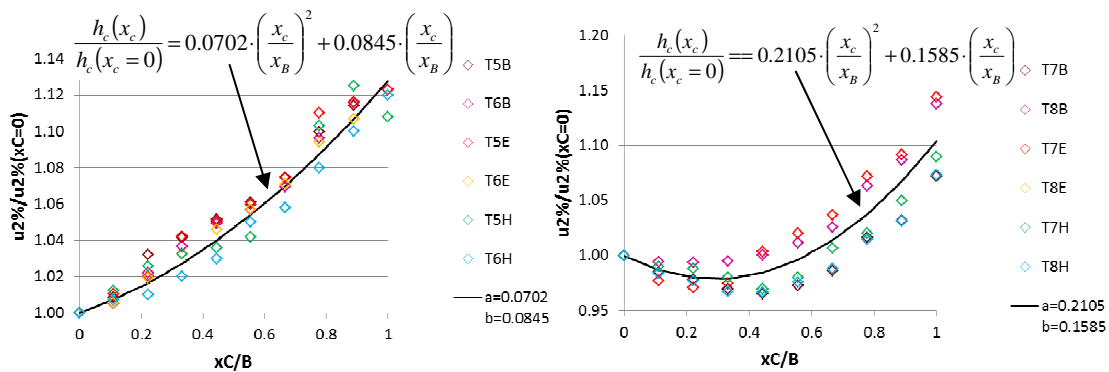 h_c(x_c)/h_c(x_c = 0) = 0.0702·(x_c/x_B)² + 0.0845·(x_c/x_B)
u2%/u2%(xC=0)
1.14
1.12
1.10
1.08
1.06
1.04
1.02
1.00
0 0.2 0.4 0.6 0.8 1
xC/B
T5B
T6B
T5E
T6E
T5H
T6H
a=0.0702
b=0.0845
h_c(x_c)/h_c(x_c = 0) == 0.2105·(x_c/x_B)² + 0.1585·(x_c/x_B)
u2%/u2%(xC=0)
1.20
1.15
1.10
1.05
1.00
0.95
0 0.2 0.4 0.6 0.8 1
xC/B
T7B
T8B
T7E
T8E
T7H
T8H
a=0.2105
b=0.1585